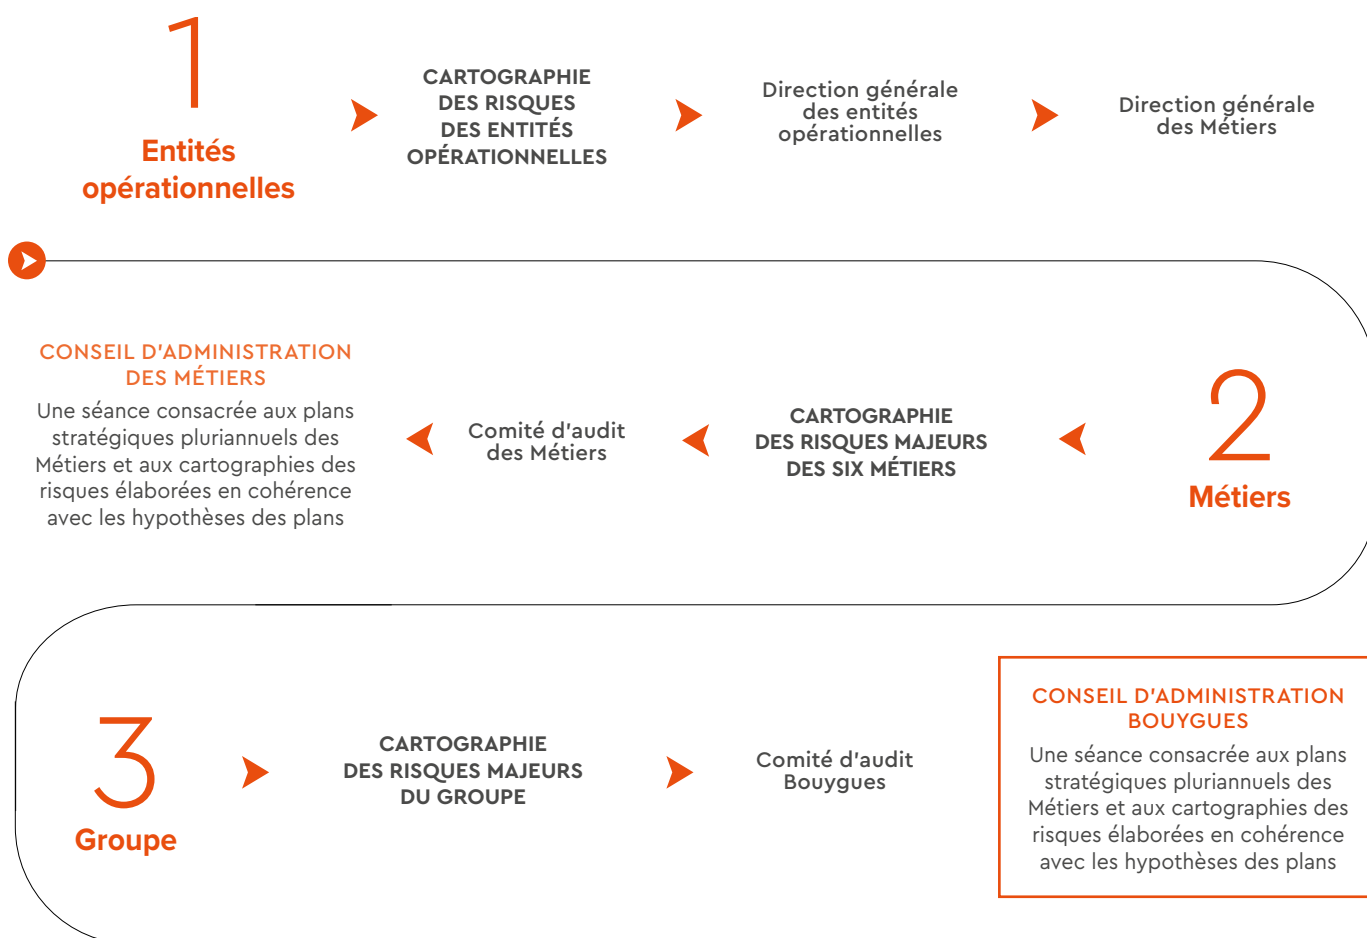 1
Entités
opérationnelles
CARTOGRAPHIE
DES RISQUES
DES ENTITÉS
OPÉRATIONNELLES
Direction générale
des entités
opérationnelles
Direction générale
des Métiers
CONSEIL D'ADMINISTRATION
DES MÉTIERS
Une séance consacrée aux plans
stratégiques pluriannuels des
Métiers et aux cartographies des
risques élaborées en cohérence
avec les hypothèses des plans
Comité d'audit
des Métiers
CARTOGRAPHIE
DES RISQUES MAJEURS
DES SIX MÉTIERS
2
Métiers
3
Groupe
CARTOGRAPHIE
DES RISQUES MAJEURS
DU GROUPE
Comité d'audit
Bouygues
CONSEIL D'ADMINISTRATION
BOUYGUES
Une séance consacrée aux plans
stratégiques pluriannuels des
Métiers et aux cartographies des
risques élaborées en cohérence
avec les hypothèses des plans